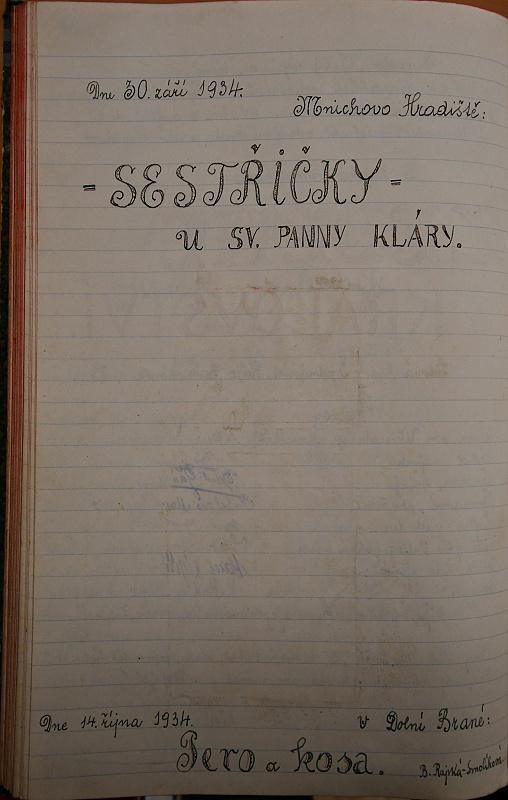 Dne 30. září 1934.
Mnichovo Hradiště:
- SESTŘIČKY -
U SV. PANNY KLÁRY.
Dne 14. října 1934.
V Dolní Brané:
Pero a kosa.
B. Rajská-Smolíková